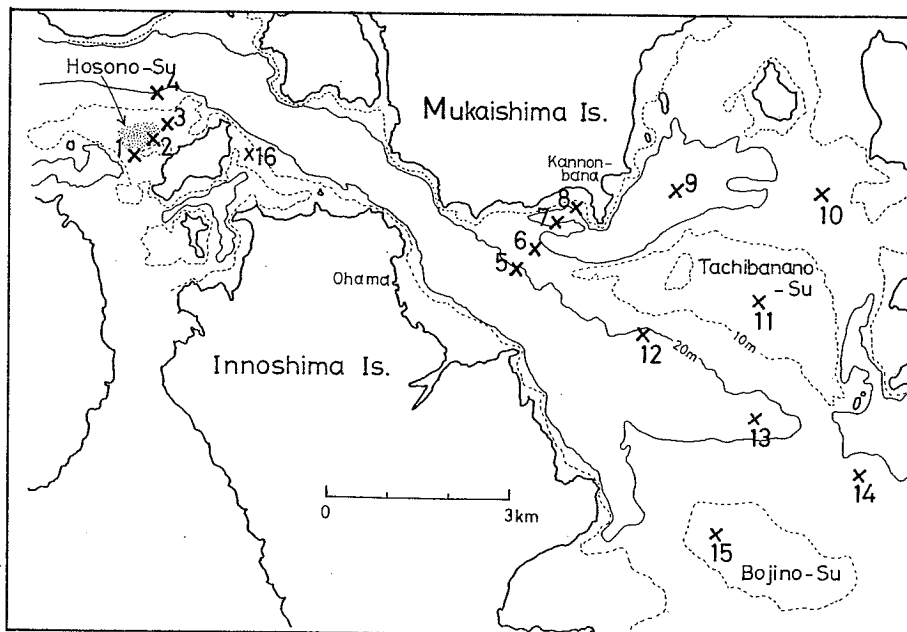 Hosono-Su
4
3
2
1
16
Mukaishima Is.
Kannon-
bana
8
7
6
5
9
10
Tachibanano
-Su
11
Ohama
12
20m
10m
Innoshima Is.
13
14
0
3km
15
Bojino-Su